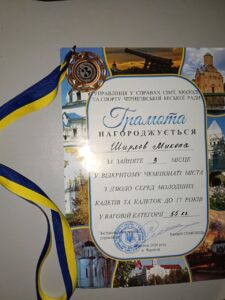 УПРАВЛІННЯ У СПРАВАХ СІМ'Ї, МОЛОДІ
ТА СПОРТУ ЧЕРНІГІВСЬКОЇ МІСЬКОЇ РАДИ
Грамота
НАГОРОДЖУЄТЬСЯ
Микола
ЗА ЗАЙНЯТЕ 3 МІСЦЕ
У ВІДКРИТОМУ ЧЕМПІОНАТІ МІСТА
З ДЗЮДО СЕРЕД МОЛОДШИХ
КАДЕТІВ ТА КАДЕТОК ДО 17 РОКІВ
У ВАГОВІЙ КАТЕГОРІЇ 55 кг